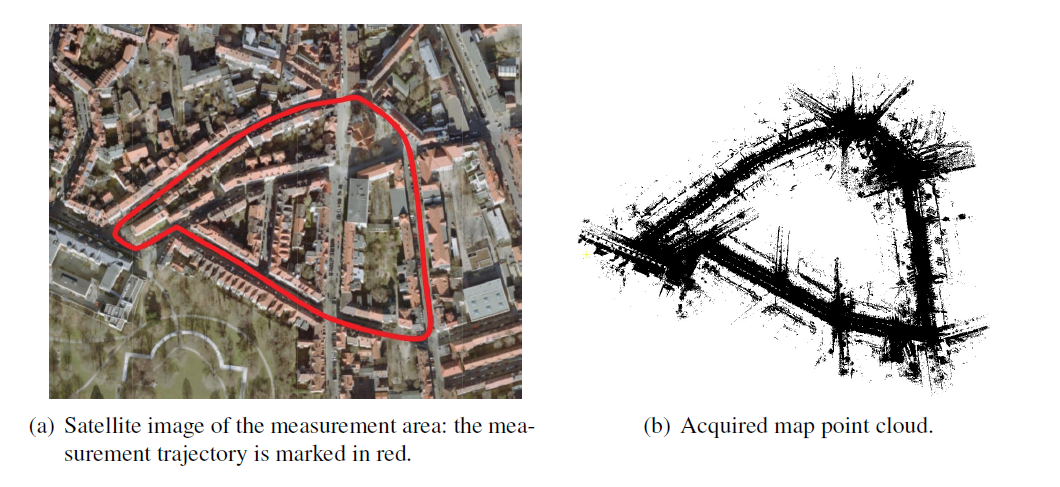 (a) Satellite image of the measurement area: the mea-
surement trajectory is marked in red.
(b) Acquired map point cloud.